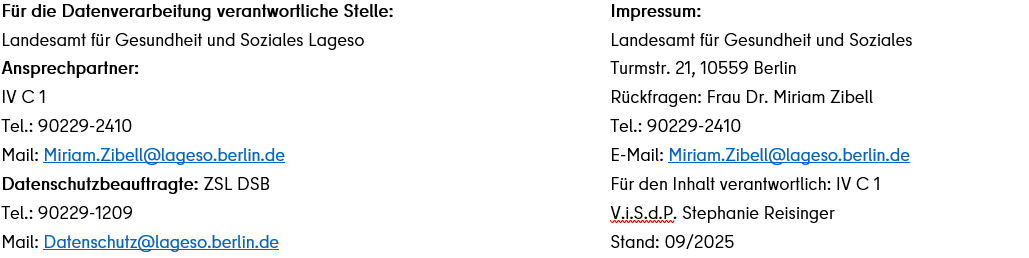 Für die Datenverarbeitung verantwortliche Stelle:
Landesamt für Gesundheit und Soziales Lageso
Ansprechpartner:
IV C 1
Tel.: 90229-2410
Mail: Miriam.Zibell@lageso.berlin.de
Datenschutzbeauftragte: ZSL DSB
Tel.: 90229-1209
Mail: Datenschutz@lageso.berlin.de
Impressum:
Landesamt für Gesundheit und Soziales
Turmstr. 21, 10559 Berlin
Rückfragen: Frau Dr. Miriam Zibell
Tel.: 90229-2410
E-Mail: Miriam.Zibell@lageso.berlin.de
Für den Inhalt verantwortlich: IV C 1
V.i.S.d.P. Stephanie Reisinger
Stand: 09/2025